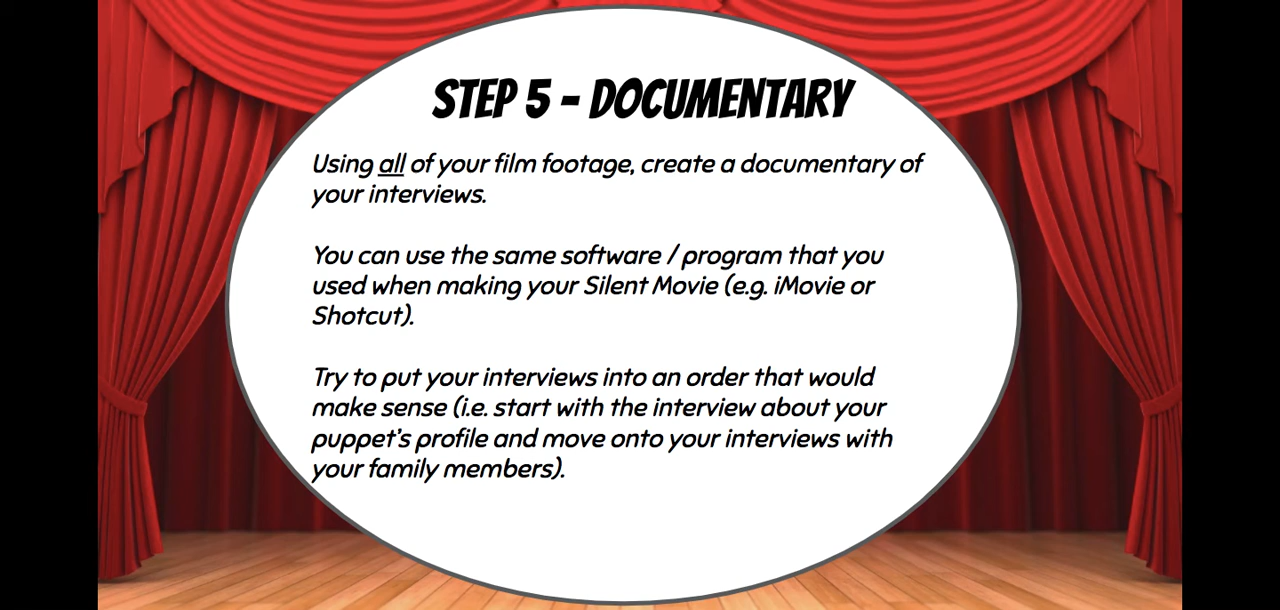 STEP 5 - DOCUMENTARY
Using all of your film footage, create a documentary of
your interviews.
You can use the same software / program that you
used when making your Silent Movie (e.g. iMovie or
Shotcut).
Try to put your interviews into an order that would
make sense (i.e. start with the interview about your
puppet's profile and move onto your interviews with
your family members).